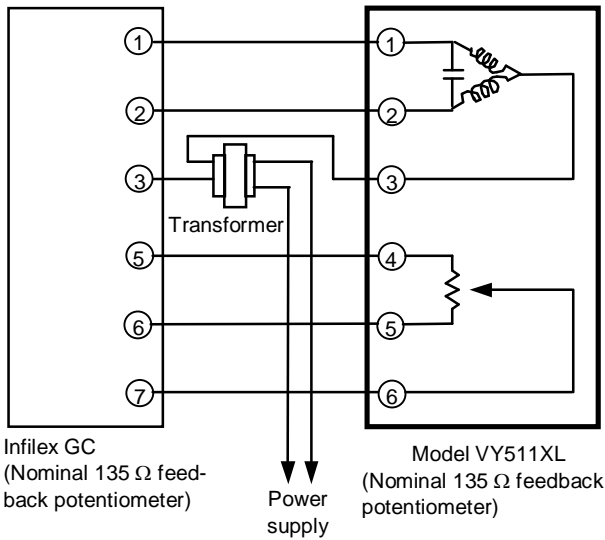 1
1
2
2
3
3
Transformer
5
4
6
5
7
6
Infilex GC
(Nominal 135 Ω feed-
back potentiometer)
Power
supply
Model VY511XL
(Nominal 135 Ω feedback
potentiometer)